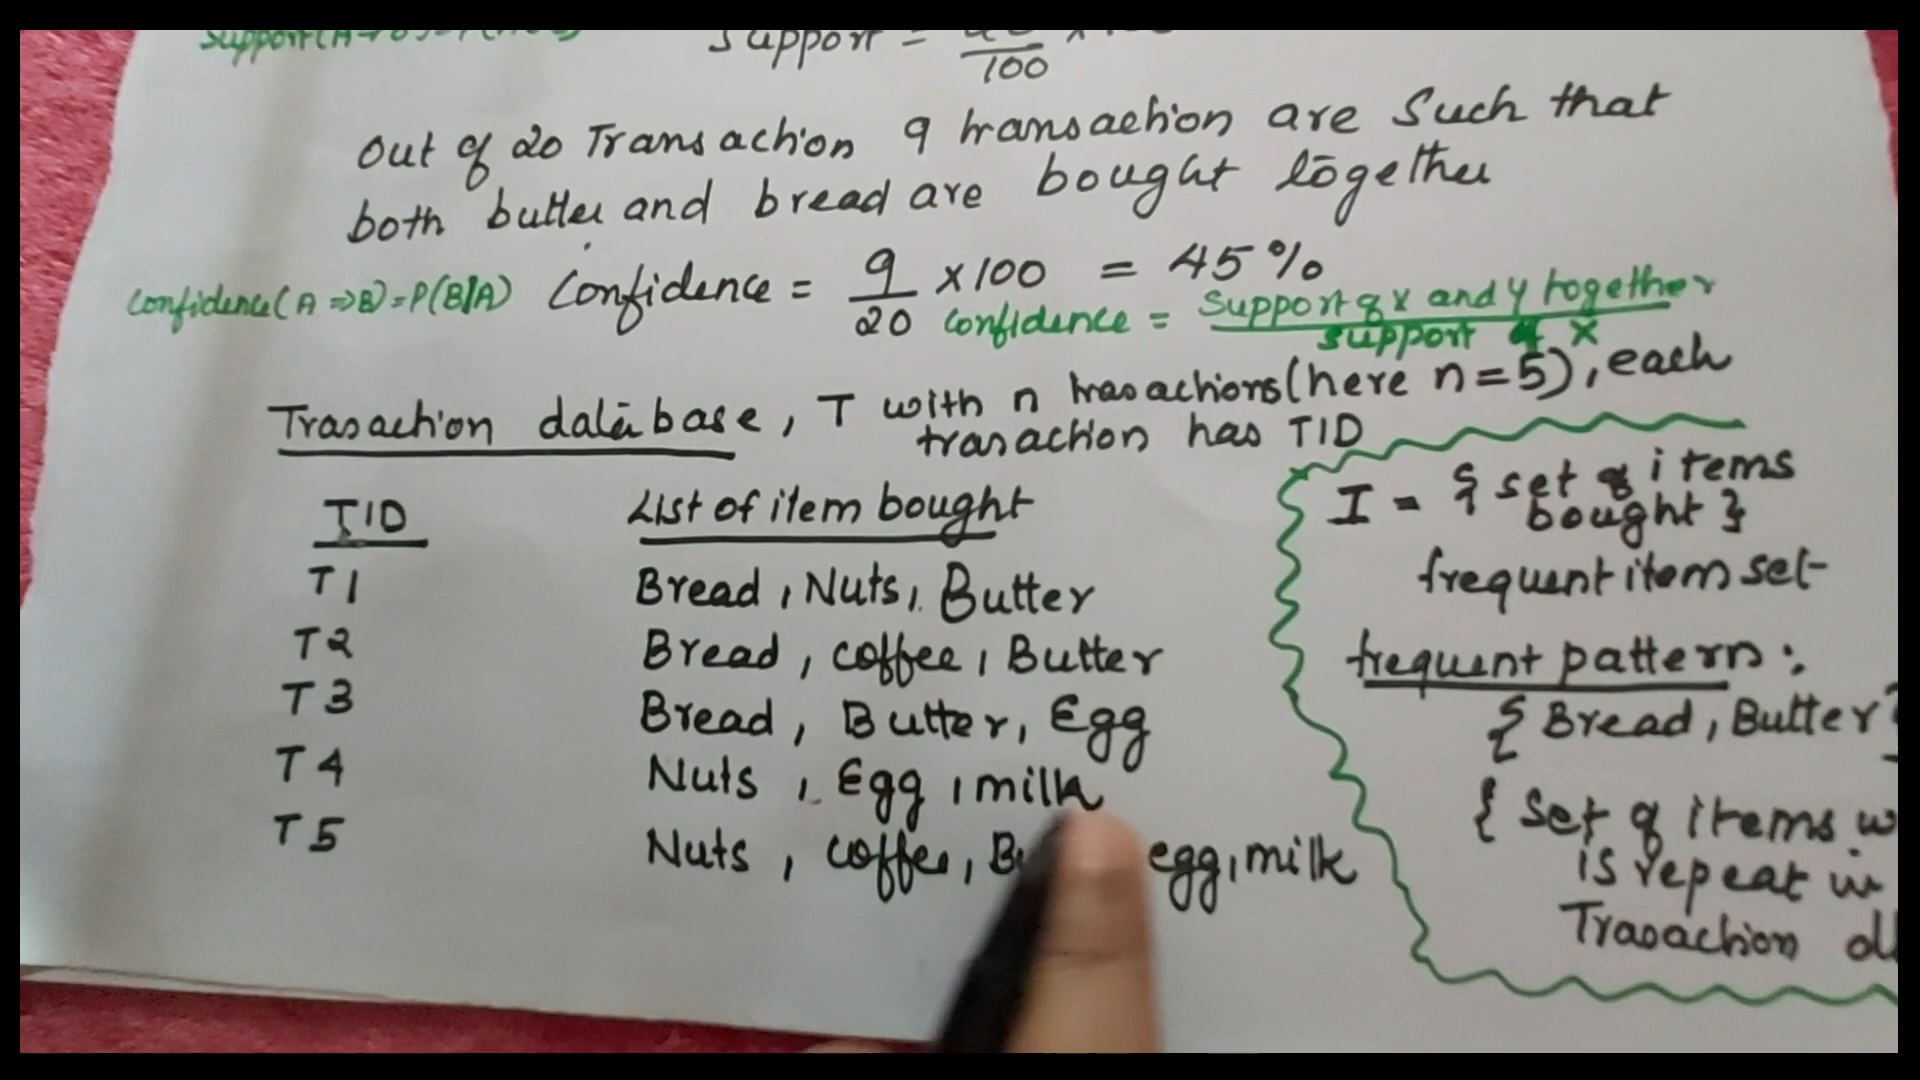 Support =
100
Out of 20 Transaction 9 transaction are Such that
both butter and bread are bought together
Confidence(A⇒B)=P(B|A) Confidence = 9/20 x100 = 45%
confidence = Support of X and Y together / support of X
Trasaction database, T with n trasactions(here n=5), each
transaction has TID
TID List of item bought
T1 Bread, Nuts, Butter
T2 Bread, coffee, Butter
T3 Bread, Butter, Egg
T4 Nuts, Egg, milk
T5 Nuts, coffee, egg, milk
I = { set of items
bought }
frequent item set
frequent pattern:
{ Bread, Butter }
{ Set of items
is repeat in
Trasaction